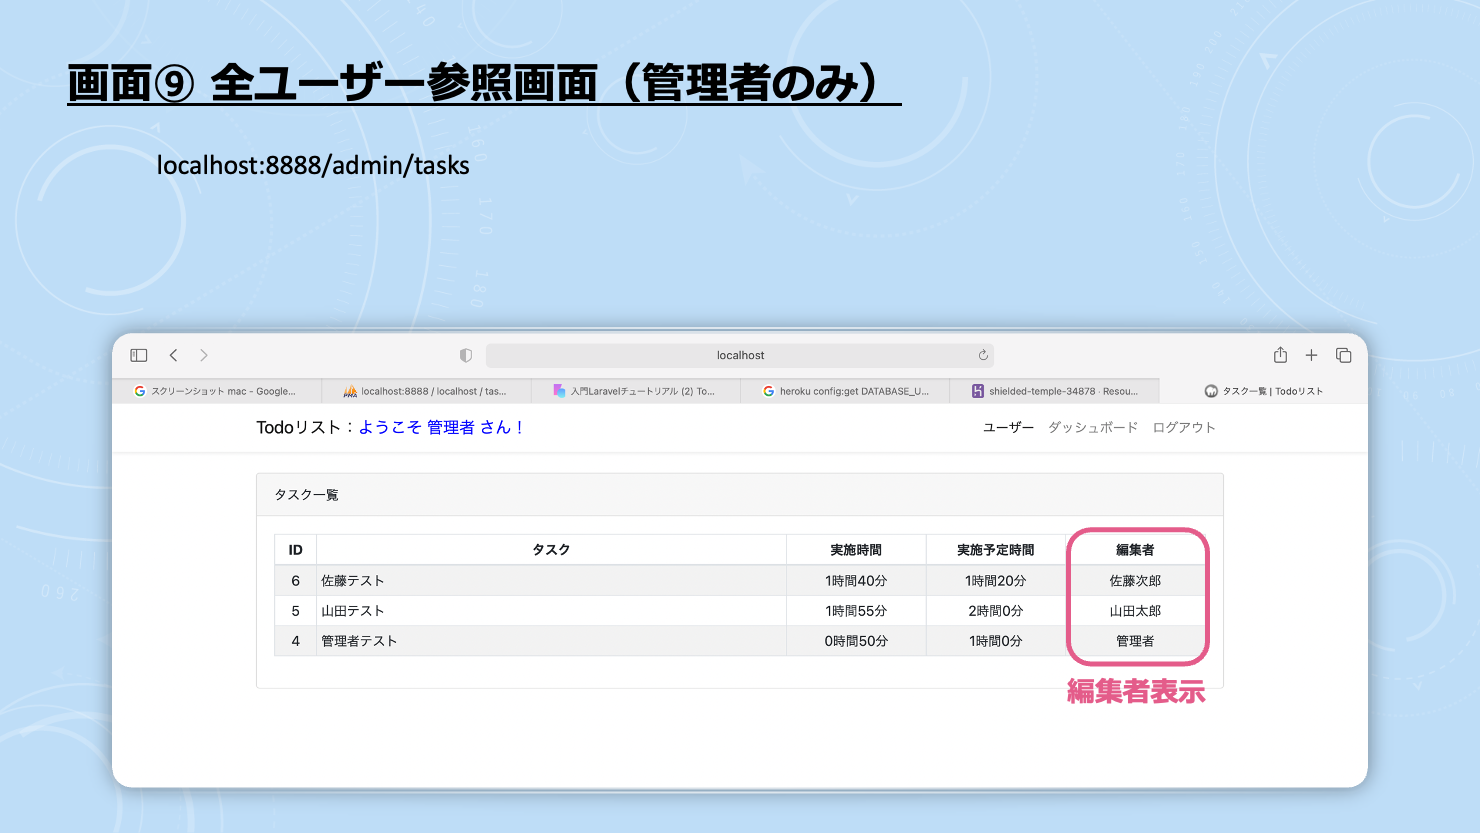 画面⑨ 全ユーザー参照画面（管理者のみ）
localhost:8888/admin/tasks
localhost
スクリーンショット mac - Google...
localhost:8888 / localhost / tas...
入門Laravelチュートリアル (2) To...
heroku config:get DATABASE_U...
shielded-temple-34878 · Resou...
タスク一覧 | Todoリスト
Todoリスト：ようこそ 管理者 さん！
ユーザー ダッシュボード ログアウト
タスク一覧
ID タスク 実施時間 実施予定時間 編集者
6 佐藤テスト 1時間40分 1時間20分 佐藤次郎
5 山田テスト 1時間55分 2時間0分 山田太郎
4 管理者テスト 0時間50分 1時間0分 管理者
編集者表示
160
170
180
260